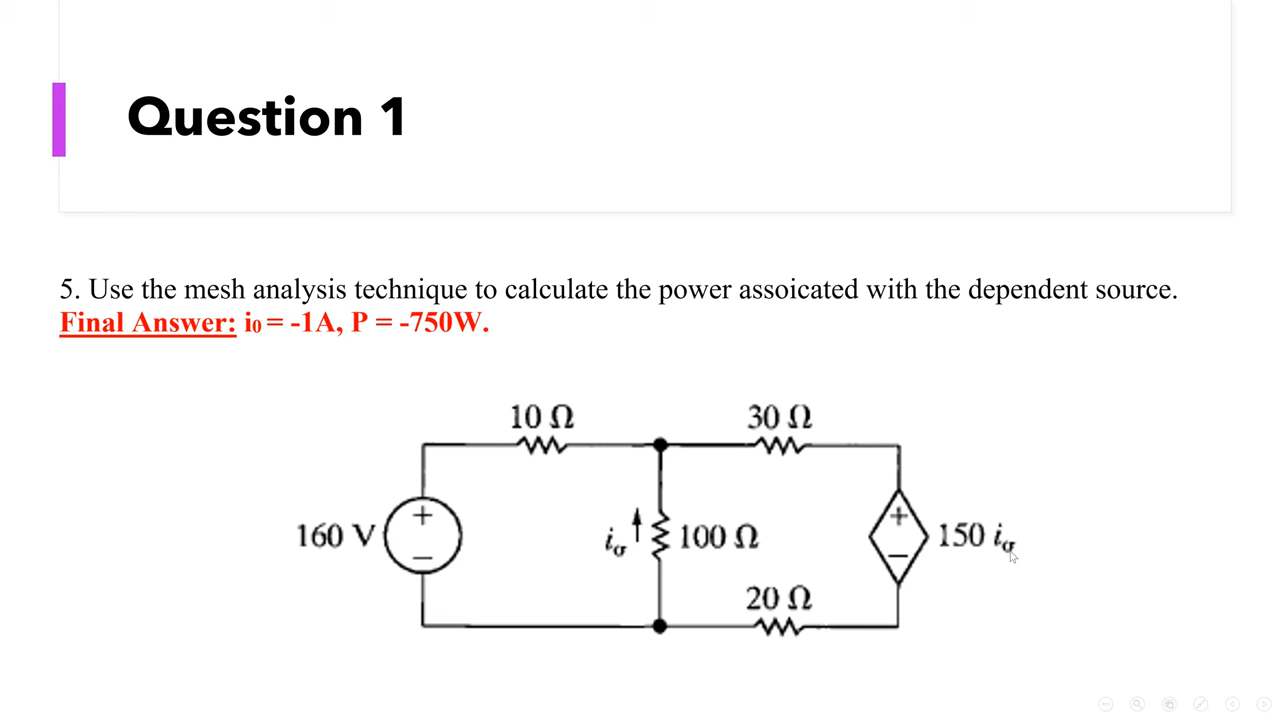 Question 1
5. Use the mesh analysis technique to calculate the power assoicated with the dependent source.
Final Answer: i₀ = -1A, P = -750W.
10 Ω
30 Ω
+
+
160 V
iσ
100 Ω
150 iσ
−
−
20 Ω